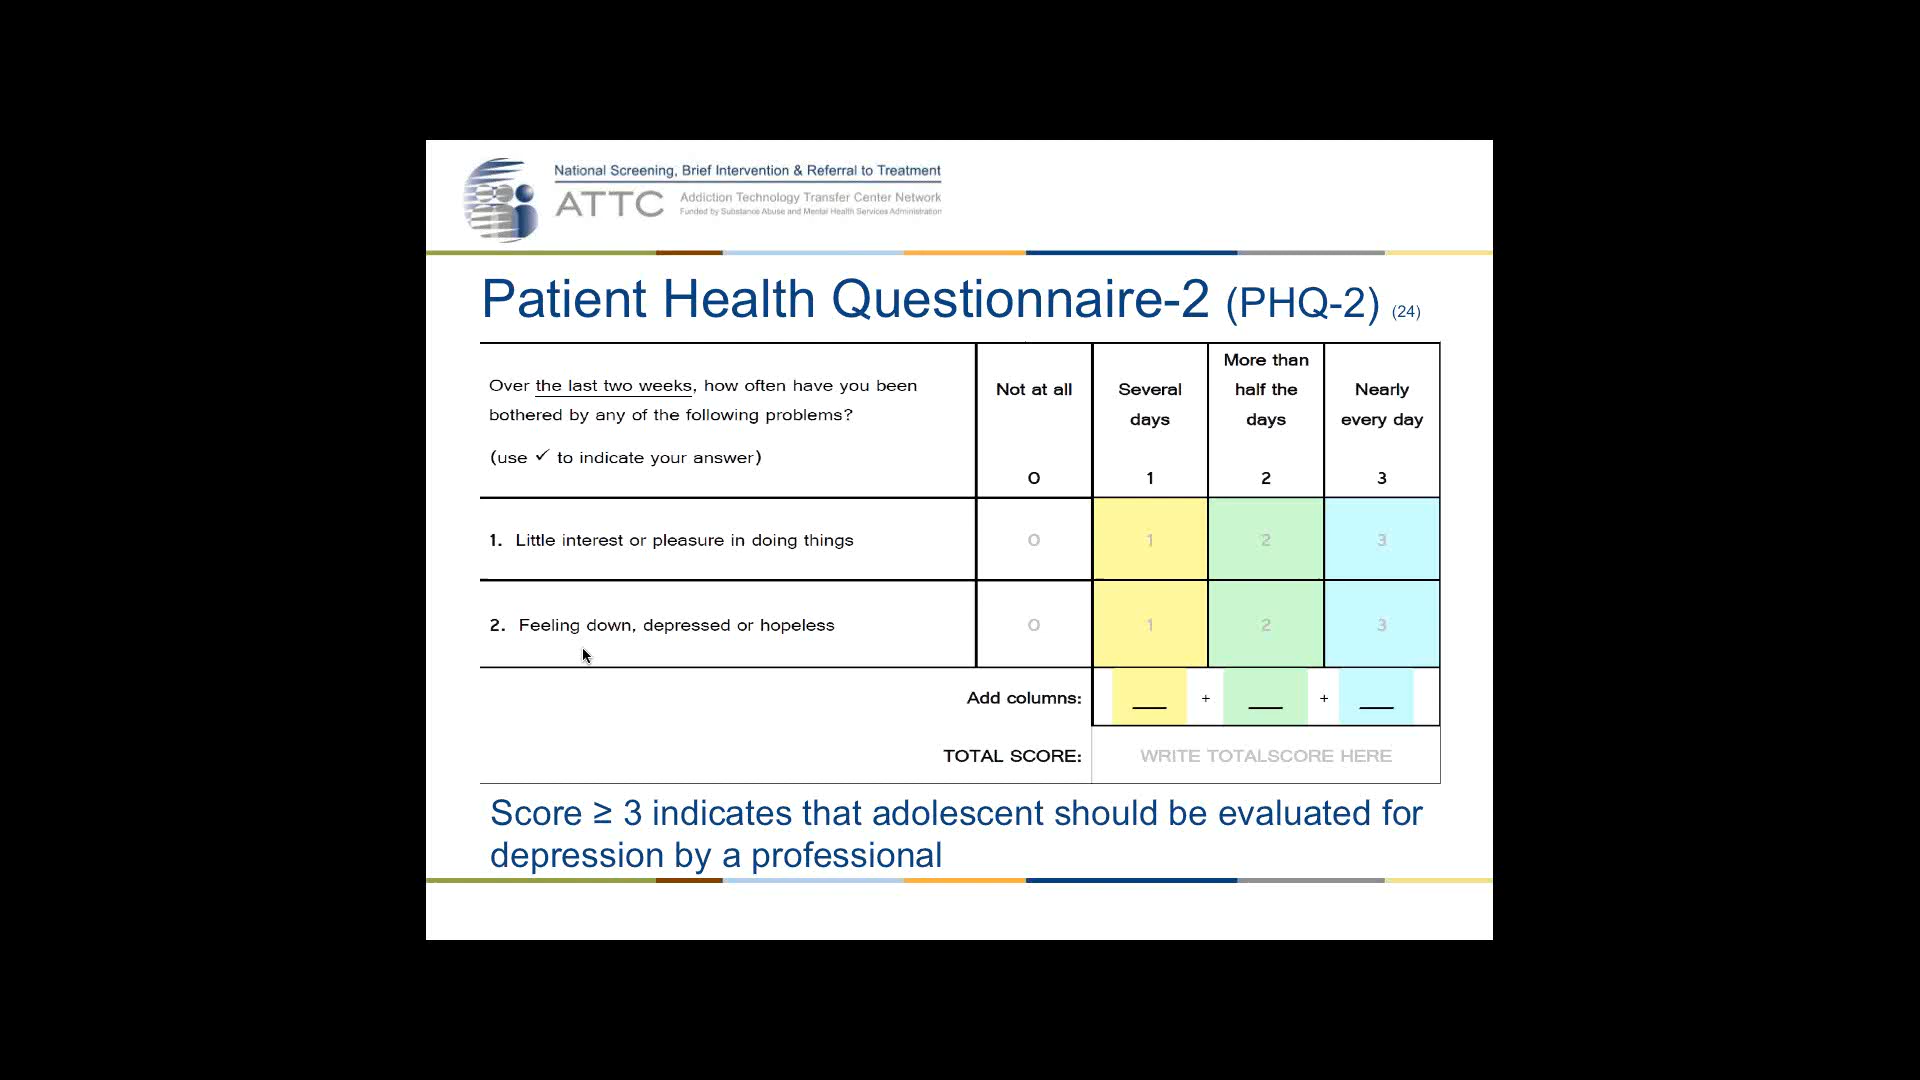 National Screening, Brief Intervention & Referral to Treatment
ATTC
Addiction Technology Transfer Center Network
Funded by Substance Abuse and Mental Health Services Administration
Patient Health Questionnaire-2 (PHQ-2) (24)
Over the last two weeks, how often have you been
bothered by any of the following problems?
(use ✓ to indicate your answer)
Not at all
0
Several
days
1
More than
half the
days
2
Nearly
every day
3
1. Little interest or pleasure in doing things
0 1 2 3
2. Feeling down, depressed or hopeless
0 1 2 3
Add columns: ___ + ___ + ___
TOTAL SCORE: WRITE TOTALSCORE HERE
Score ≥ 3 indicates that adolescent should be evaluated for
depression by a professional